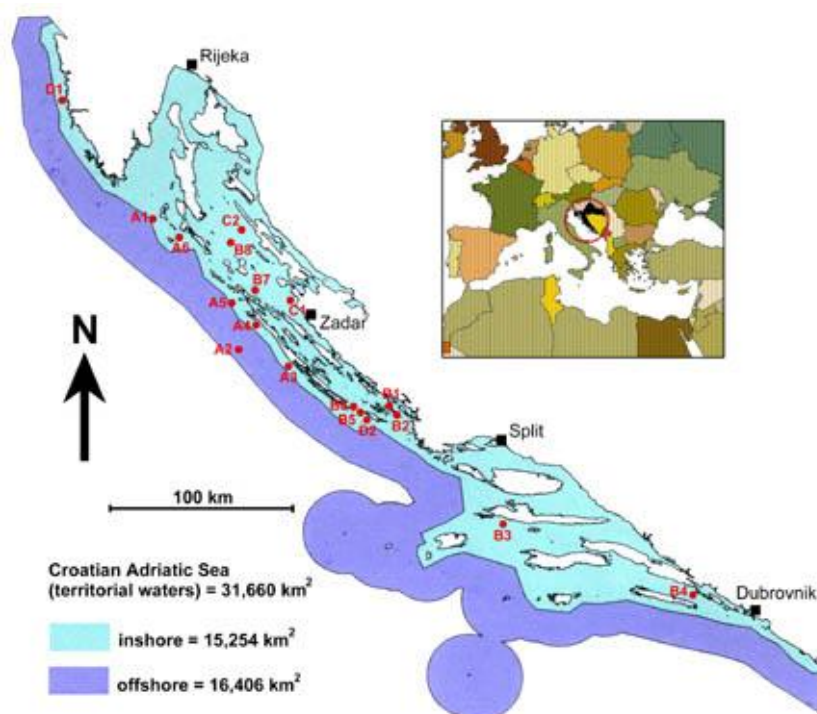 Rijeka
D1
A1
C2
A6
B8
B7
A5
C1
Zadar
A4
N
A2
A3
B6
B1
B5
B2
D2
Split
100 km
B3
Croatian Adriatic Sea
(territorial waters) = 31,660 km²
B4
Dubrovnik
inshore = 15,254 km²
offshore = 16,406 km²